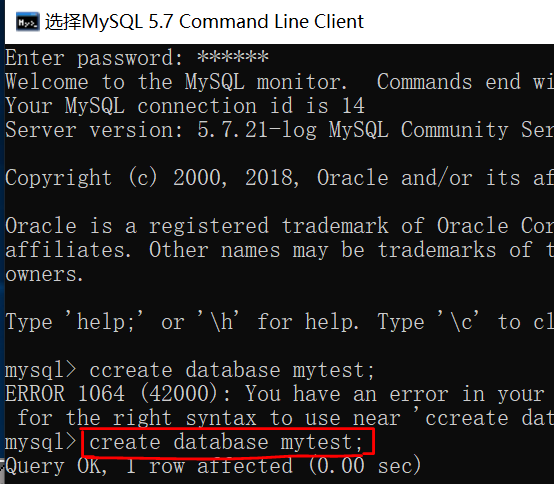 选择MySQL 5.7 Command Line Client
Enter password: ******
Welcome to the MySQL monitor.  Commands end wi
Your MySQL connection id is 14
Server version: 5.7.21-log MySQL Community Ser
Copyright (c) 2000, 2018, Oracle and/or its af
Oracle is a registered trademark of Oracle Cor
affiliates. Other names may be trademarks of t
owners.
Type 'help;' or '\h' for help. Type '\c' to cl
mysql> ccreate database mytest;
ERROR 1064 (42000): You have an error in your
 for the right syntax to use near 'ccreate dat
mysql> create database mytest;
Query OK, 1 row affected (0.00 sec)